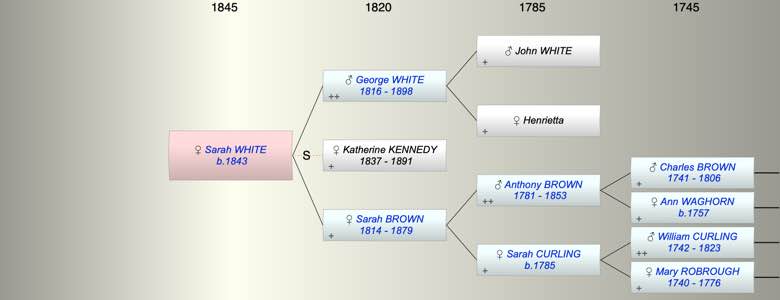 1845 1820 1785 1745
♂ John WHITE
+
♂ George WHITE
1816 - 1898
++
♀ Henrietta
+
♀ Sarah WHITE
b.1843
S
♀ Katherine KENNEDY
1837 - 1891
+
♂ Charles BROWN
1741 - 1806
+
♂ Anthony BROWN
1781 - 1853
++
♀ Ann WAGHORN
b.1757
+
♀ Sarah BROWN
1814 - 1879
+
♂ William CURLING
1742 - 1823
++
♀ Sarah CURLING
b.1785
+
♀ Mary ROBROUGH
1740 - 1776
+